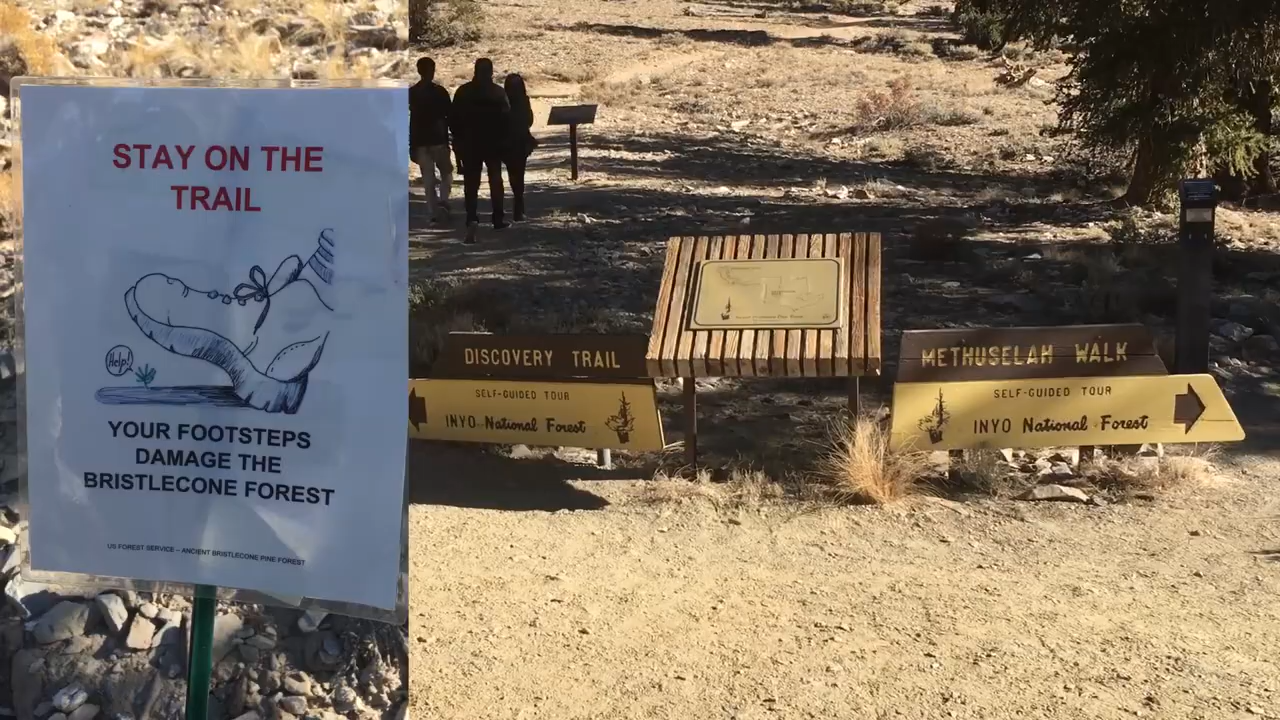 STAY ON THE
TRAIL
Help!
YOUR FOOTSTEPS
DAMAGE THE
BRISTLECONE FOREST
US FOREST SERVICE – ANCIENT BRISTLECONE PINE FOREST
DISCOVERY TRAIL
SELF-GUIDED TOUR
INYO National Forest
METHUSELAH WALK
SELF-GUIDED TOUR
INYO National Forest